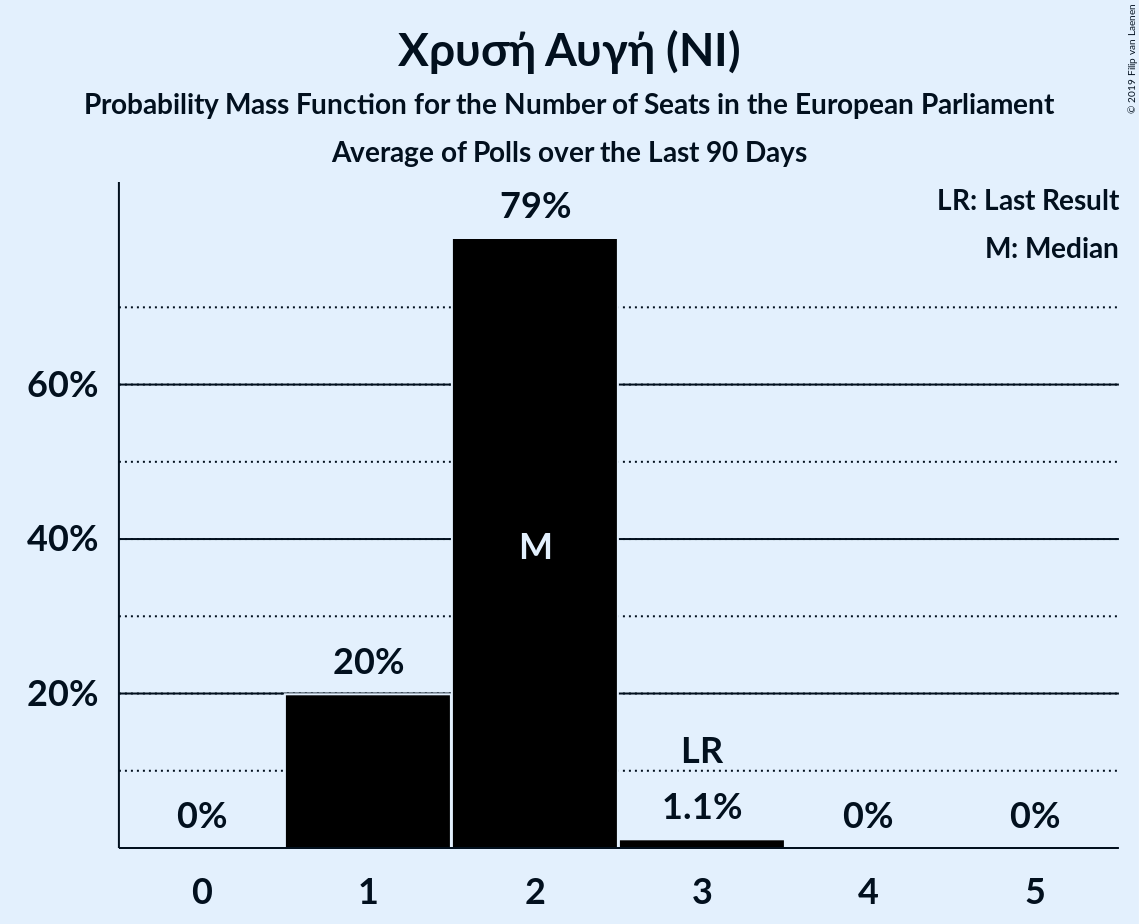 Χρυσή Αυγή (NI)
Probability Mass Function for the Number of Seats in the European Parliament
Average of Polls over the Last 90 Days
© 2019 Filip van Laenen
LR: Last Result
M: Median
79%
60%
40%
M
20%
20%
LR
1.1%
0%
0%
0%
0
1
2
3
4
5